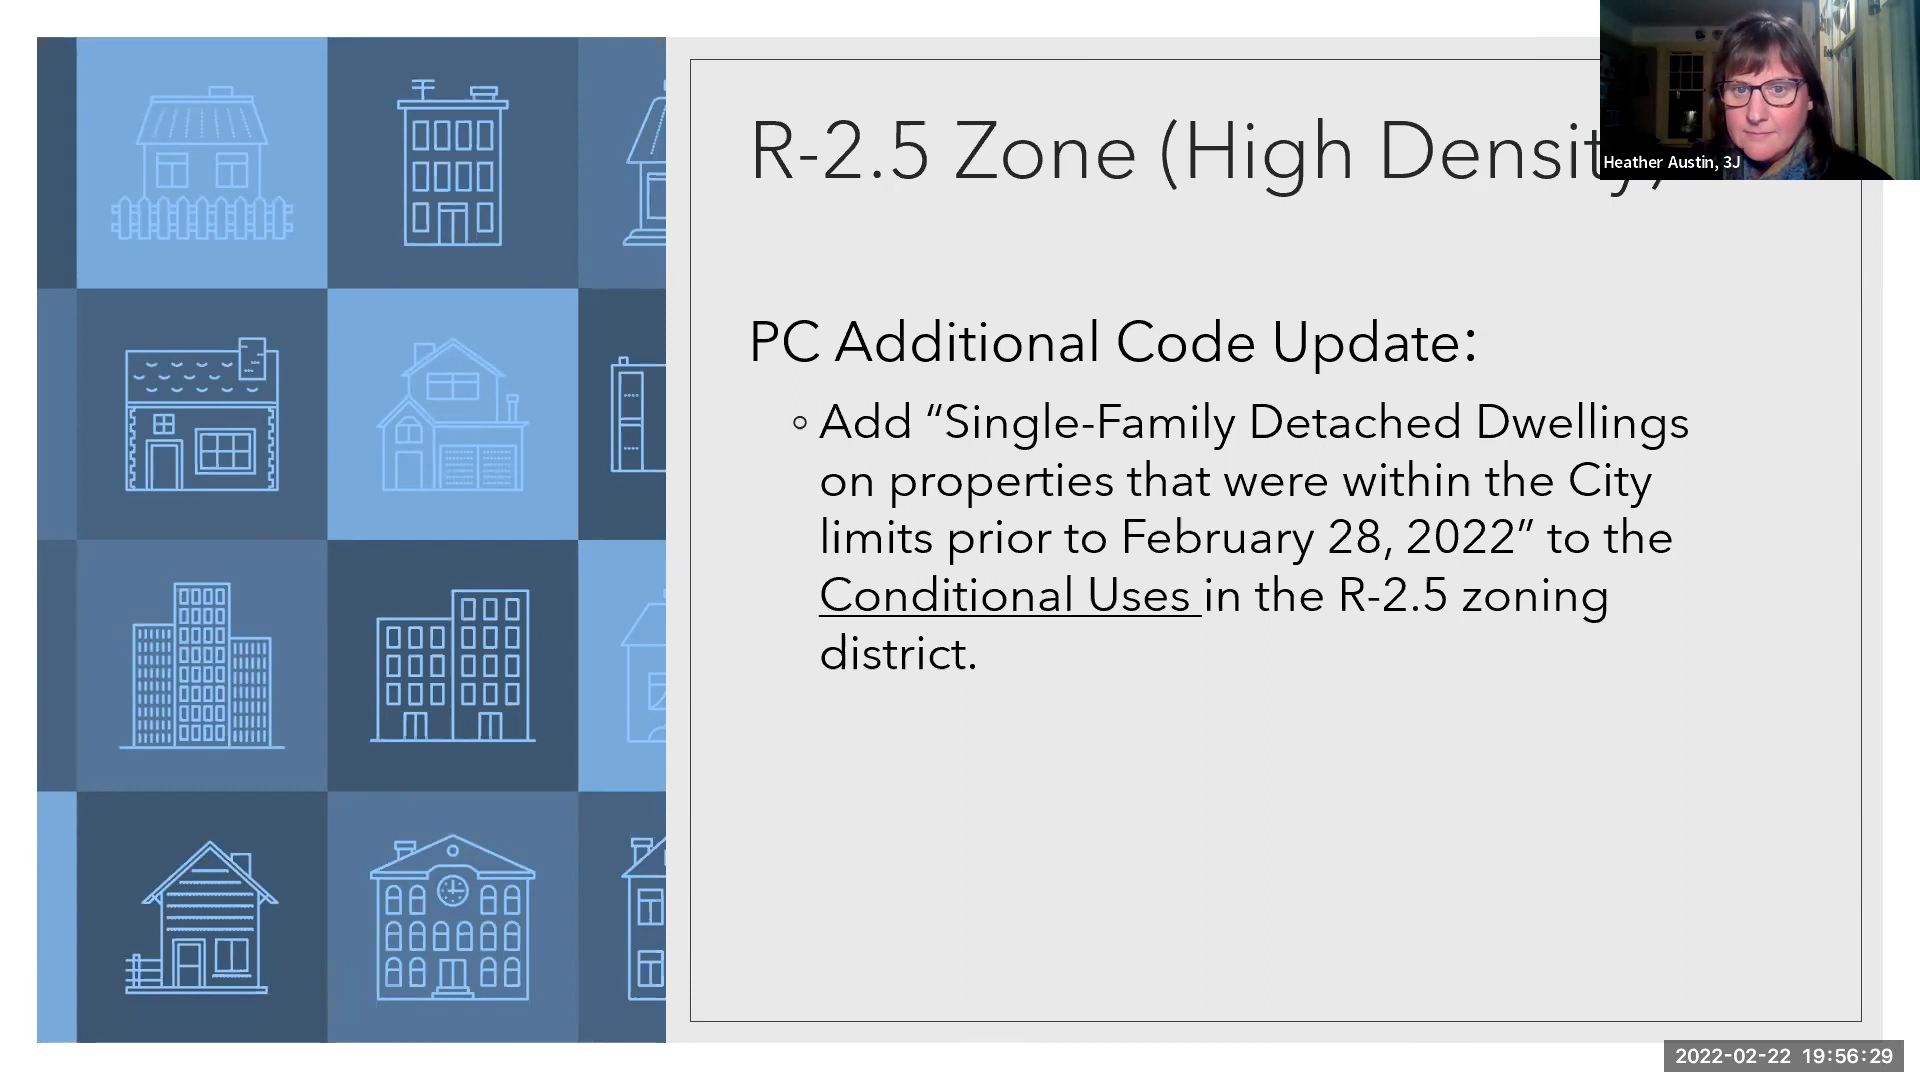 R-2.5 Zone (High Density)
Heather Austin, 3J
PC Additional Code Update:
◦ Add “Single-Family Detached Dwellings
on properties that were within the City
limits prior to February 28, 2022” to the
Conditional Uses in the R-2.5 zoning
district.
2022-02-22 19:56:29